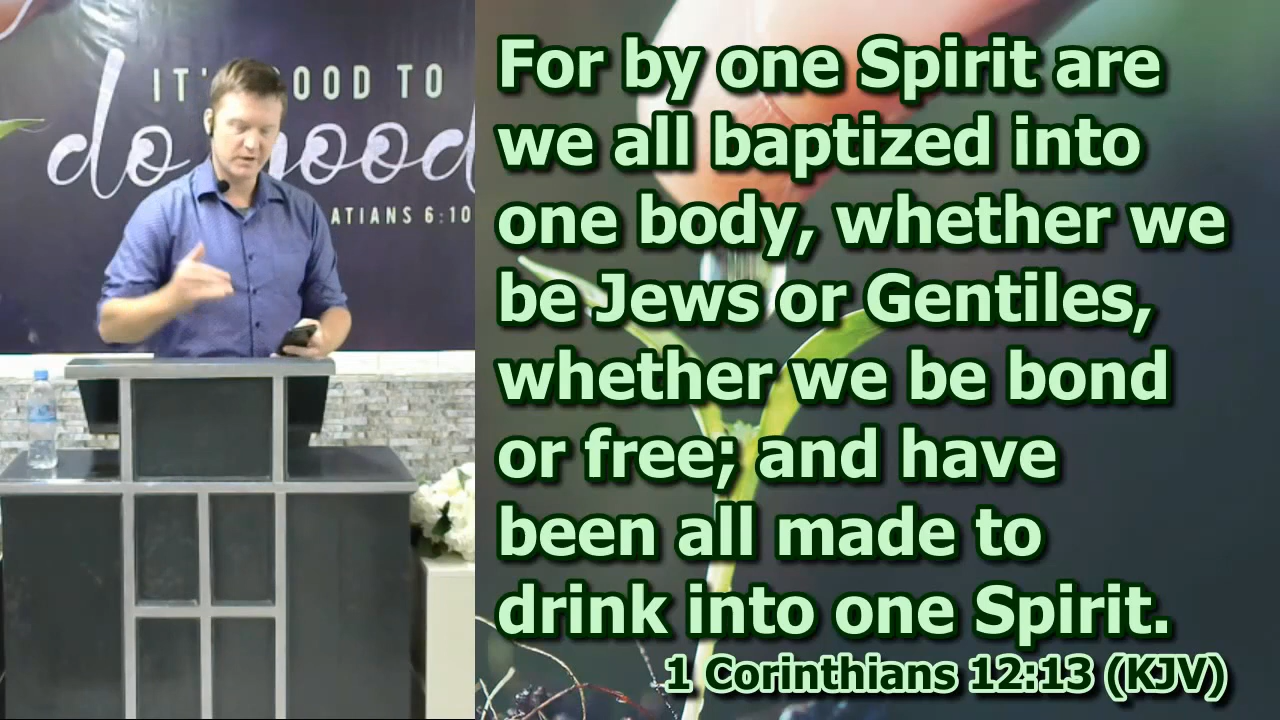 IT' OOD TO
do ood
ATIANS 6:10
For by one Spirit are
we all baptized into
one body, whether we
be Jews or Gentiles,
whether we be bond
or free; and have
been all made to
drink into one Spirit.
1 Corinthians 12:13 (KJV)